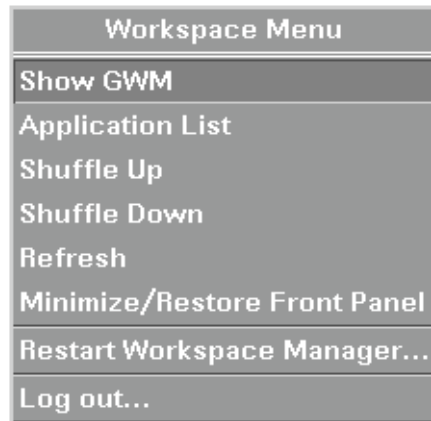 Workspace Menu
Show GWM
Application List
Shuffle Up
Shuffle Down
Refresh
Minimize/Restore Front Panel
Restart Workspace Manager...
Log out...